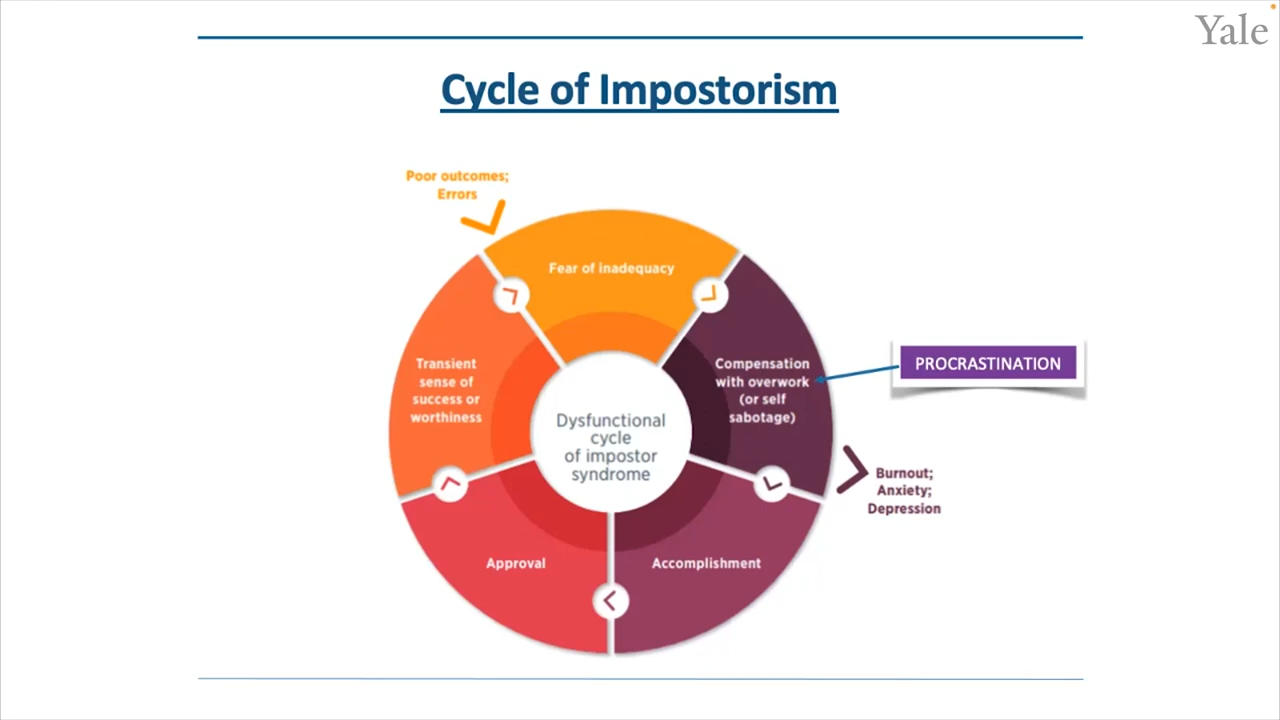 Yale
Cycle of Impostorism
Poor outcomes;
Errors
Fear of inadequacy
Compensation
with overwork
(or self
sabotage)
PROCRASTINATION
Burnout;
Anxiety;
Depression
Accomplishment
Approval
Transient
sense of
success or
worthiness
Dysfunctional
cycle
of impostor
syndrome